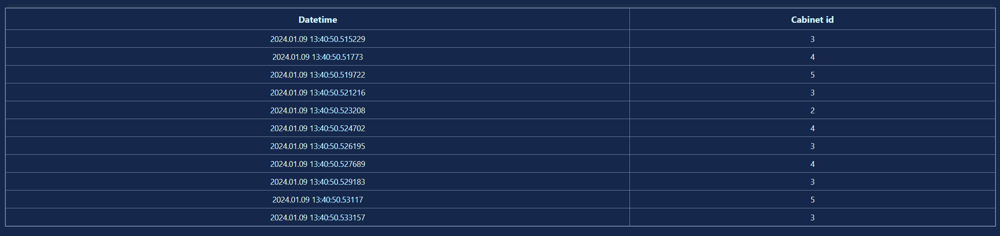 Datetime Cabinet id
2024.01.09 13:40:50.515229 3
2024.01.09 13:40:50.51773 4
2024.01.09 13:40:50.519722 5
2024.01.09 13:40:50.521216 3
2024.01.09 13:40:50.523208 2
2024.01.09 13:40:50.524702 4
2024.01.09 13:40:50.526195 3
2024.01.09 13:40:50.527689 4
2024.01.09 13:40:50.529183 3
2024.01.09 13:40:50.53117 5
2024.01.09 13:40:50.533157 3